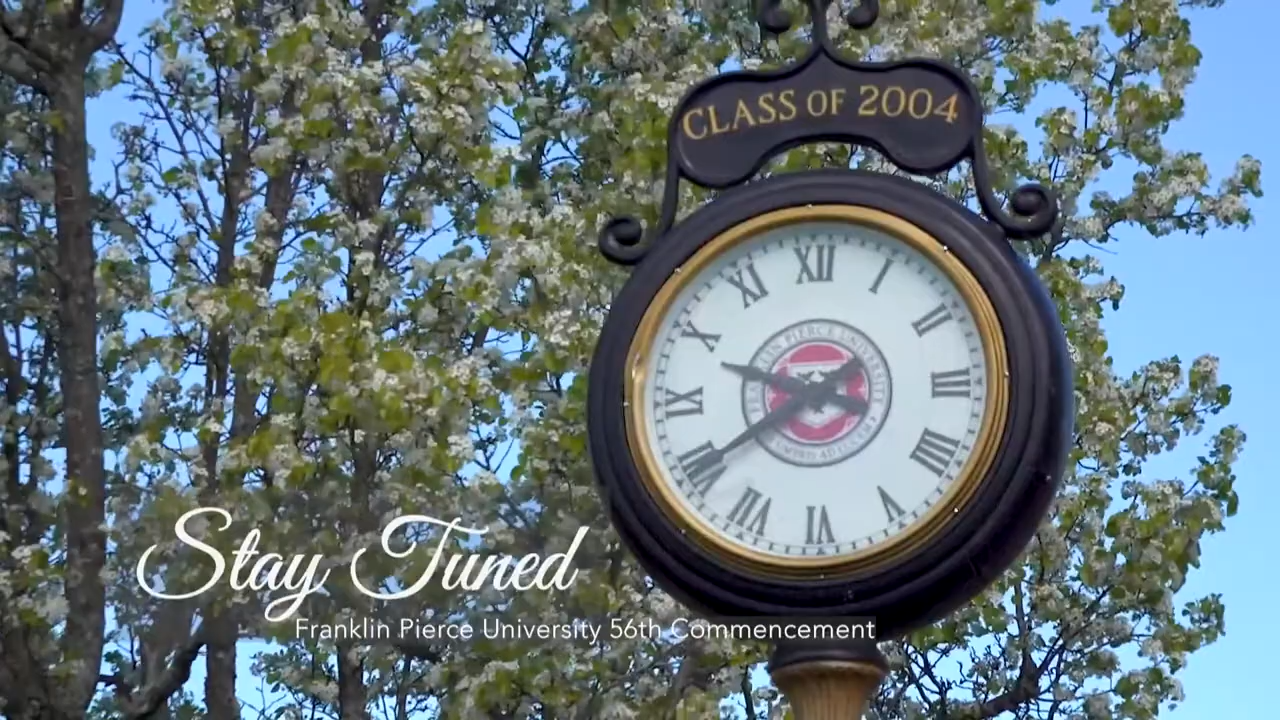 CLASS OF 2004
XII
I
II
III
IIII
V
VI
VII
VIII
IX
X
XI
Stay Tuned
Franklin Pierce University 56th Commencement